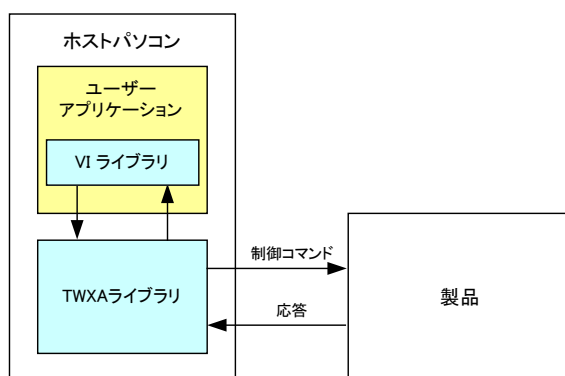 ホストパソコン
ユーザー
アプリケーション
VI ライブラリ
TWXAライブラリ
制御コマンド
応答
製品